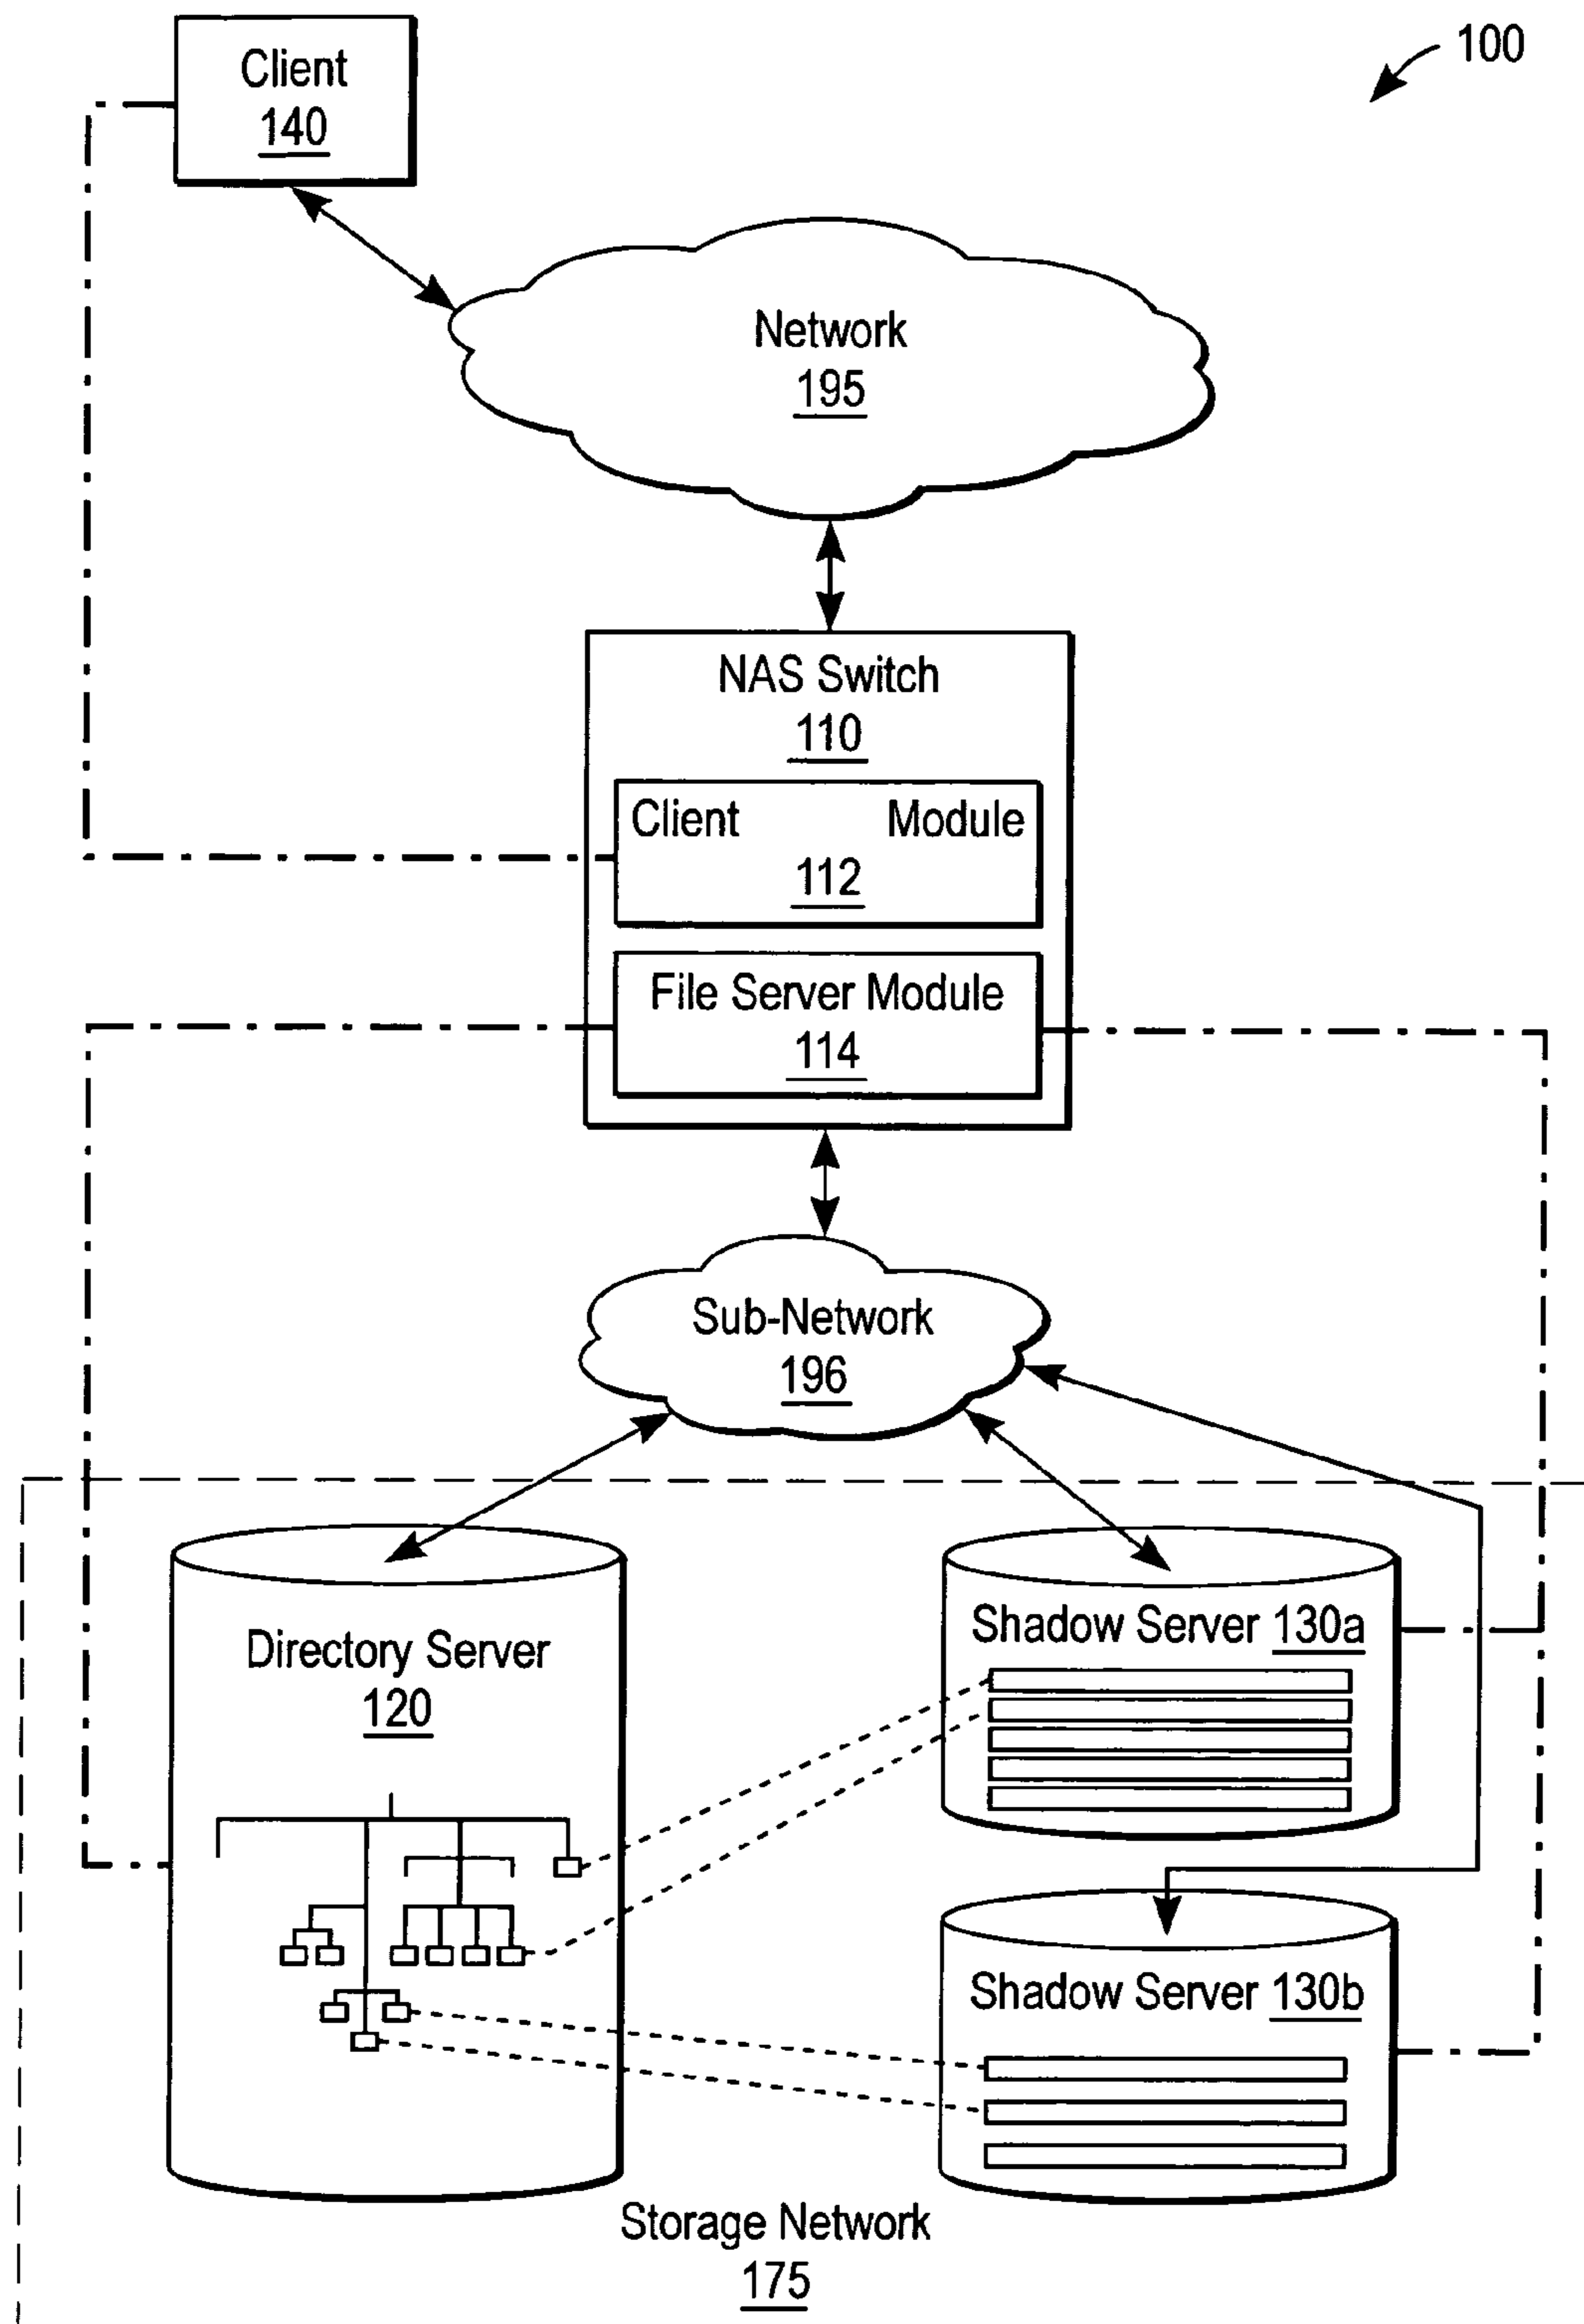 100
Client
140
Network
195
NAS Switch
110
Client Module
112
File Server Module
114
Sub-Network
196
Directory Server
120
Shadow Server 130a
Shadow Server 130b
Storage Network
175